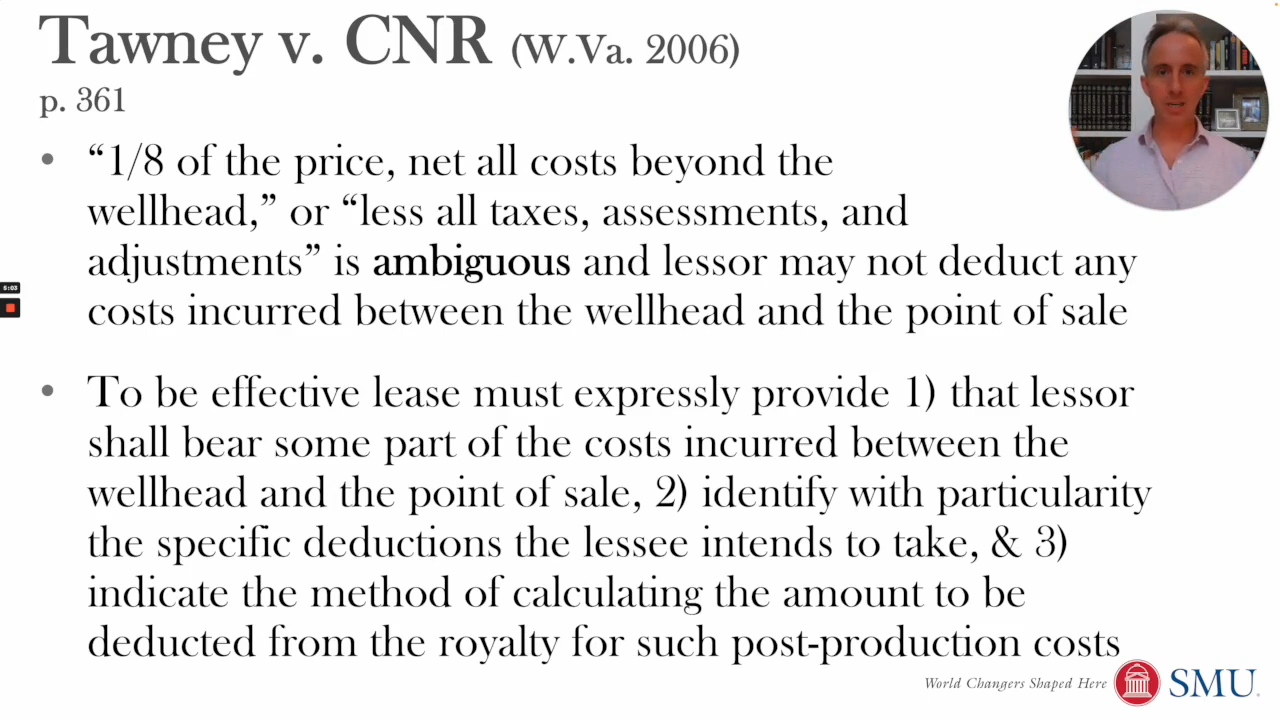 Tawney v. CNR (W.Va. 2006)
p. 361
• “1/8 of the price, net all costs beyond the
wellhead,” or “less all taxes, assessments, and
adjustments” is ambiguous and lessor may not deduct any
costs incurred between the wellhead and the point of sale
5:03
• To be effective lease must expressly provide 1) that lessor
shall bear some part of the costs incurred between the
wellhead and the point of sale, 2) identify with particularity
the specific deductions the lessee intends to take, & 3)
indicate the method of calculating the amount to be
deducted from the royalty for such post-production costs
World Changers Shaped Here
SMU.